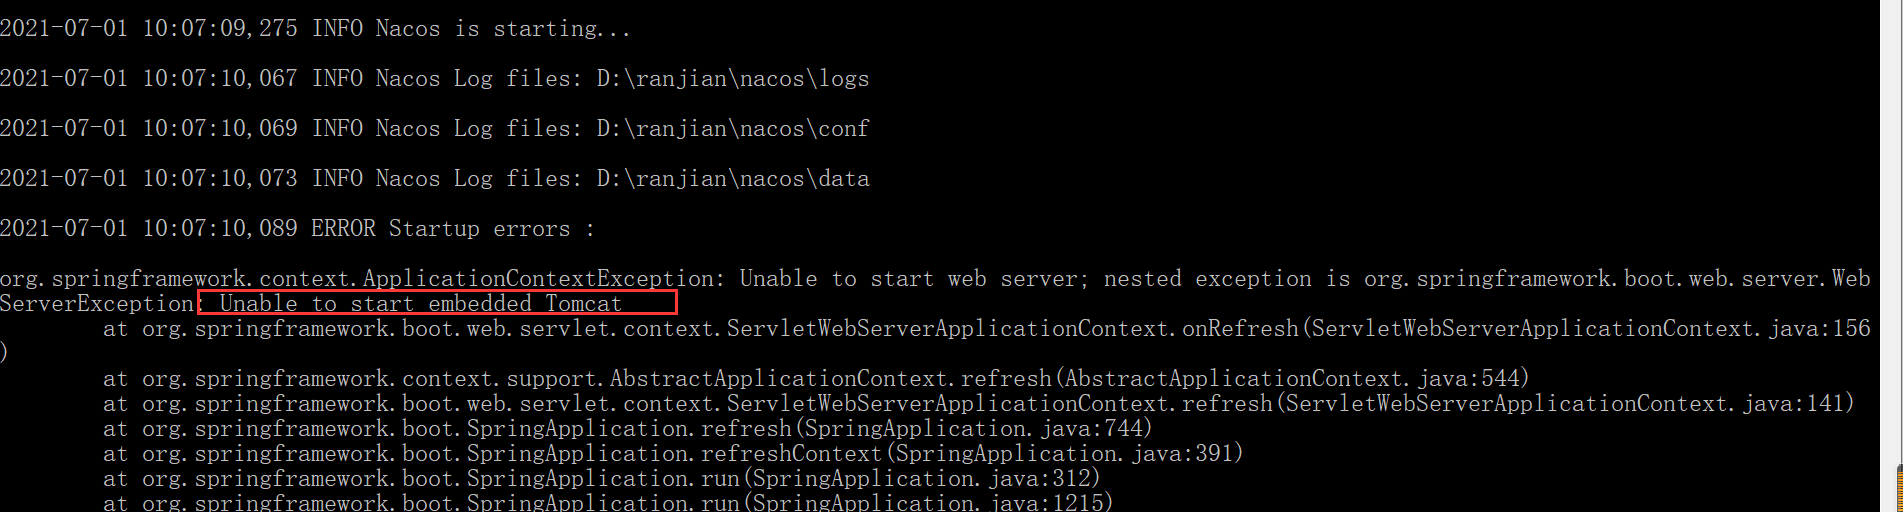 2021-07-01 10:07:09,275 INFO Nacos is starting...
2021-07-01 10:07:10,067 INFO Nacos Log files: D:\ranjian\nacos\logs
2021-07-01 10:07:10,069 INFO Nacos Log files: D:\ranjian\nacos\conf
2021-07-01 10:07:10,073 INFO Nacos Log files: D:\ranjian\nacos\data
2021-07-01 10:07:10,089 ERROR Startup errors :
org.springframework.context.ApplicationContextException: Unable to start web server; nested exception is org.springframework.boot.web.server.Web
ServerException: Unable to start embedded Tomcat
at org.springframework.boot.web.servlet.context.ServletWebServerApplicationContext.onRefresh(ServletWebServerApplicationContext.java:156
)
at org.springframework.context.support.AbstractApplicationContext.refresh(AbstractApplicationContext.java:544)
at org.springframework.boot.web.servlet.context.ServletWebServerApplicationContext.refresh(ServletWebServerApplicationContext.java:141)
at org.springframework.boot.SpringApplication.refresh(SpringApplication.java:744)
at org.springframework.boot.SpringApplication.refreshContext(SpringApplication.java:391)
at org.springframework.boot.SpringApplication.run(SpringApplication.java:312)
at org.springframework.boot.SpringApplication.run(SpringApplication.java:1215)